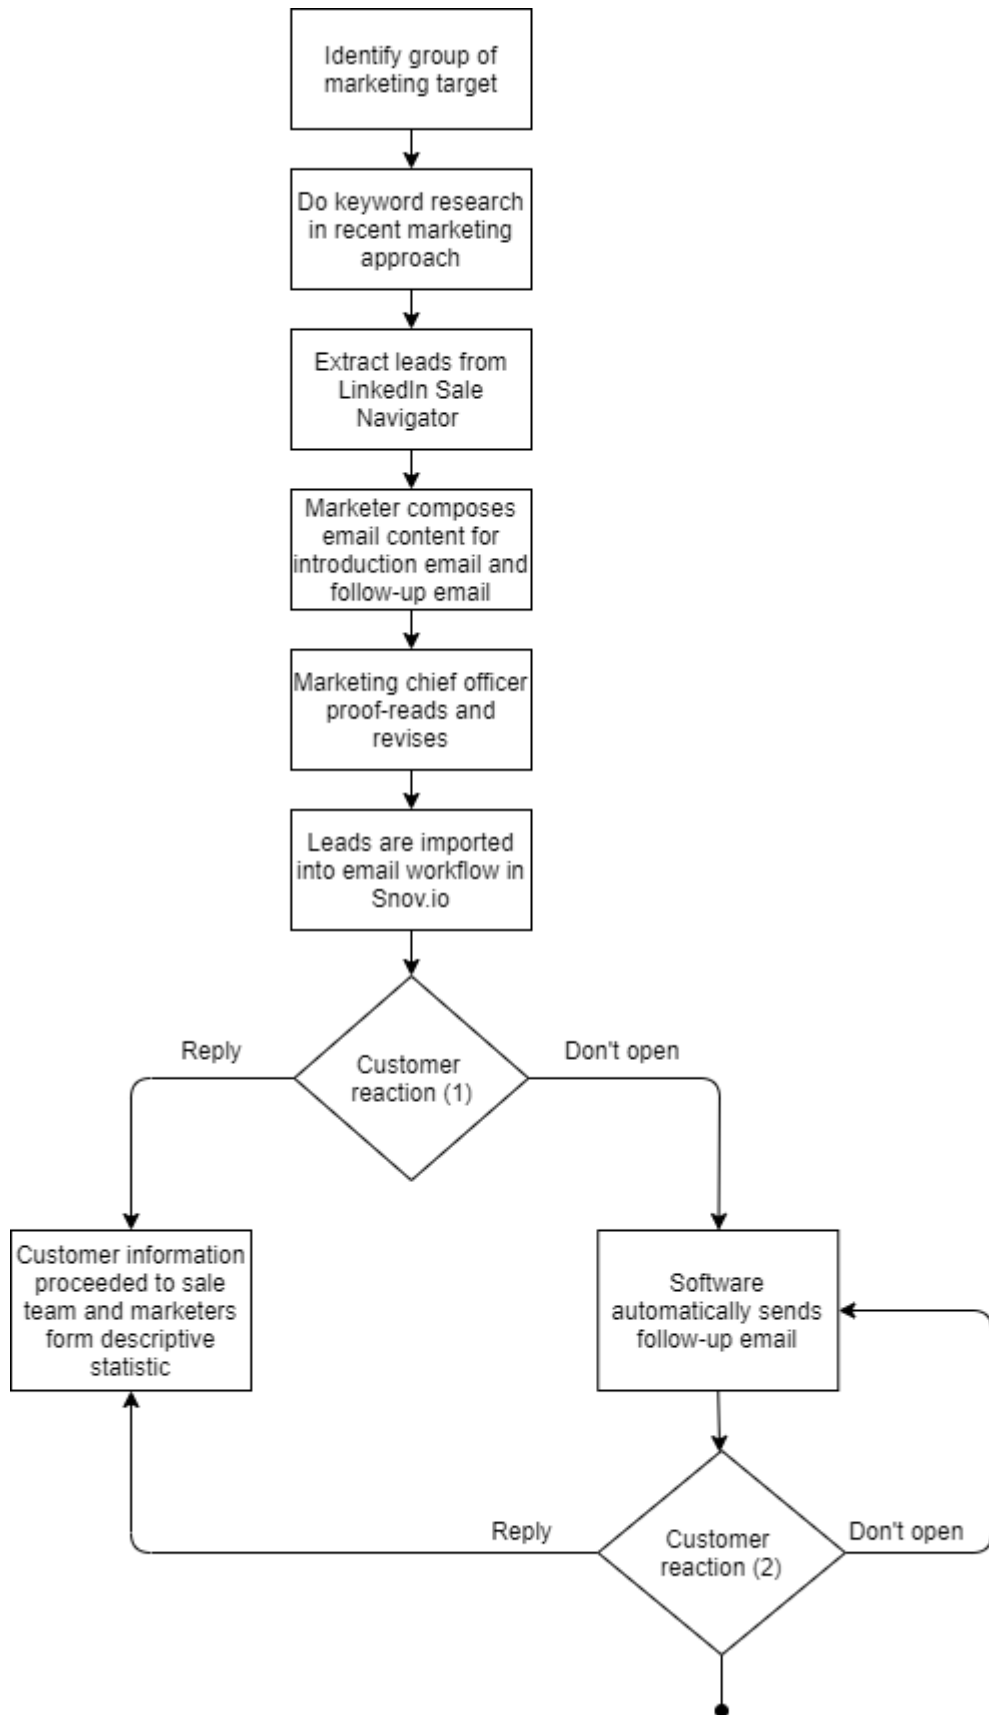 Identify group of
marketing target
Do keyword research
in recent marketing
approach
Extract leads from
LinkedIn Sale
Navigator
Marketer composes
email content for
introduction email and
follow-up email
Marketing chief officer
proof-reads and
revises
Leads are imported
into email workflow in
Snov.io
Customer
reaction (1)
Reply
Don't open
Customer information
proceeded to sale
team and marketers
form descriptive
statistic
Software
automatically sends
follow-up email
Customer
reaction (2)
Reply
Don't open